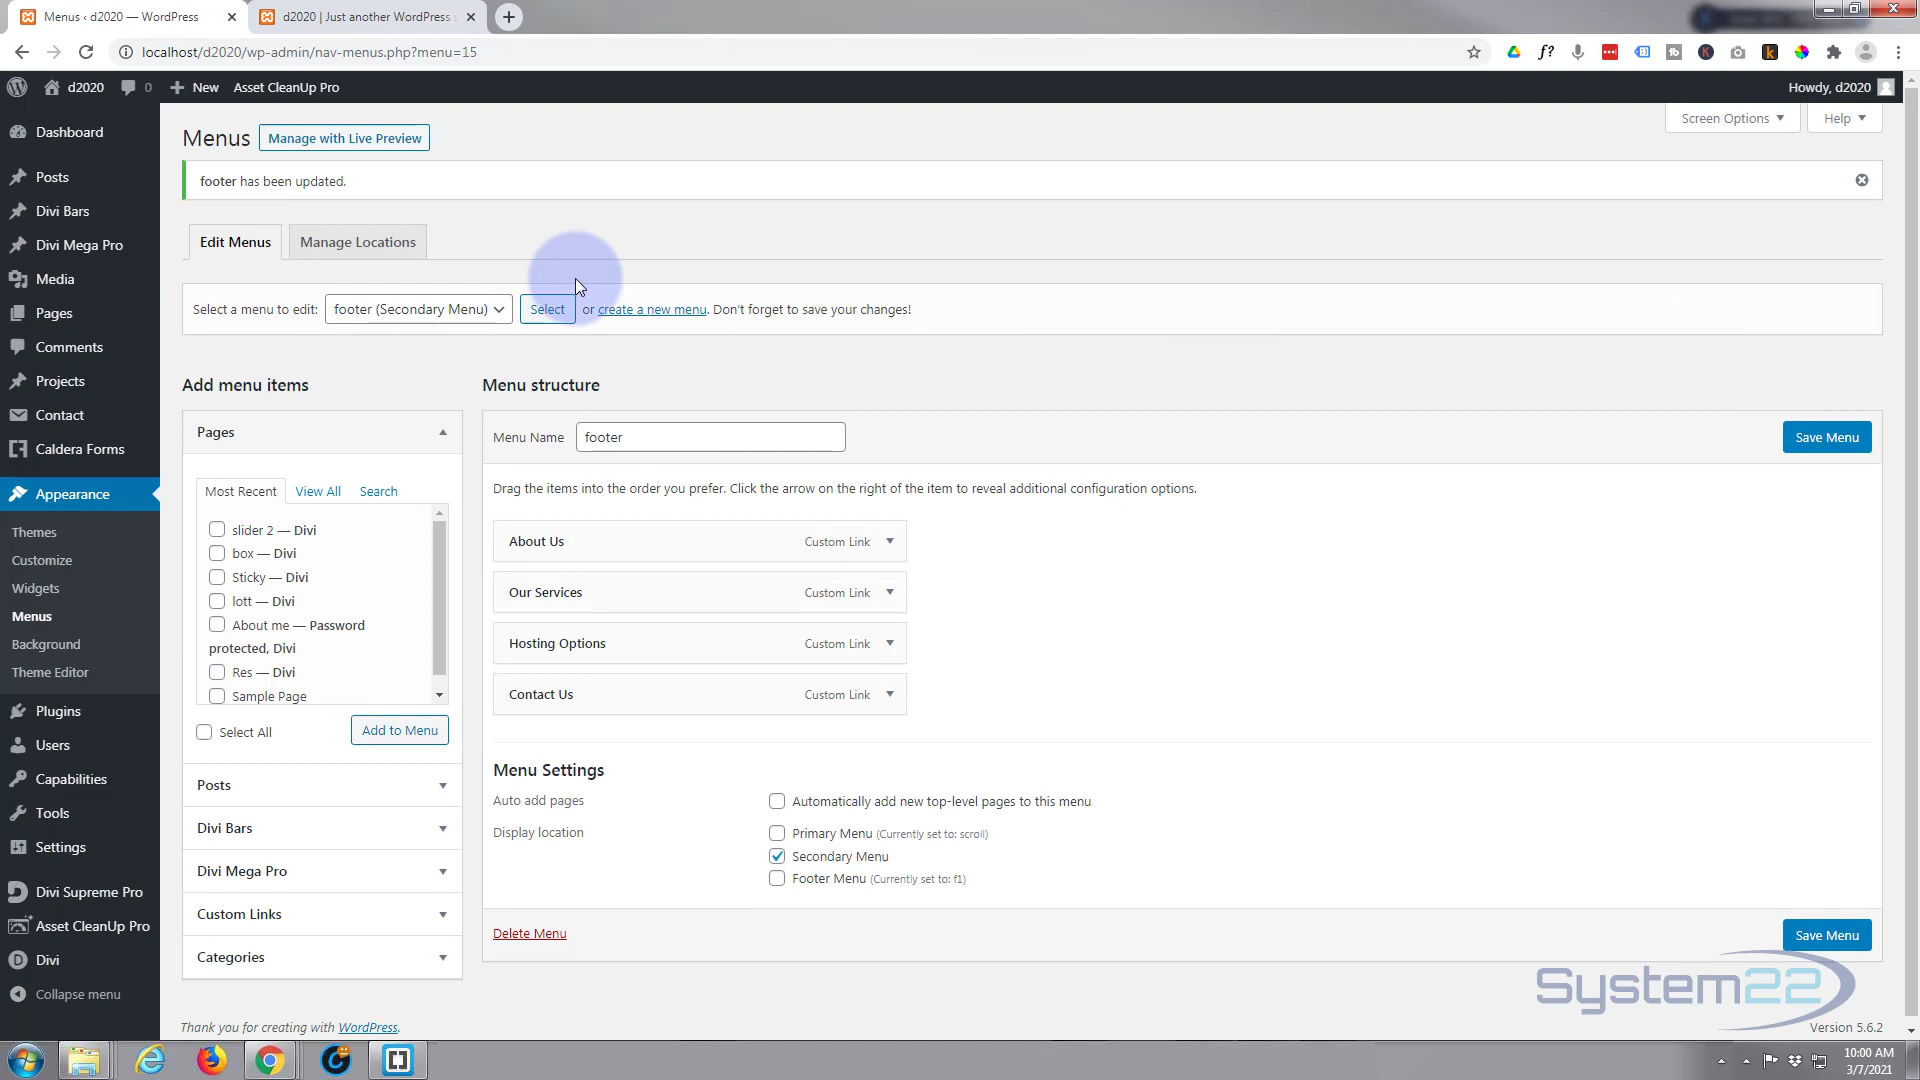 Menus ‹ d2020 — WordPress
d2020 | Just another WordPress s
localhost/d2020/wp-admin/nav-menus.php?menu=15
d2020
0
New
Asset CleanUp Pro
Howdy, d2020
Dashboard
Posts
Divi Bars
Divi Mega Pro
Media
Pages
Comments
Projects
Contact
Caldera Forms
Appearance
Themes
Customize
Widgets
Menus
Background
Theme Editor
Plugins
Users
Capabilities
Tools
Settings
Divi Supreme Pro
Asset CleanUp Pro
Divi
Collapse menu
Menus
Manage with Live Preview
Screen Options
Help
footer has been updated.
Edit Menus
Manage Locations
Select a menu to edit: footer (Secondary Menu) Select or create a new menu. Don't forget to save your changes!
Add menu items
Pages
Most Recent View All Search
slider 2 — Divi
box — Divi
Sticky — Divi
lott — Divi
About me — Password
protected, Divi
Res — Divi
Sample Page
Select All
Add to Menu
Posts
Divi Bars
Divi Mega Pro
Custom Links
Categories
Menu structure
Menu Name footer
Save Menu
Drag the items into the order you prefer. Click the arrow on the right of the item to reveal additional configuration options.
About Us Custom Link
Our Services Custom Link
Hosting Options Custom Link
Contact Us Custom Link
Menu Settings
Auto add pages
Automatically add new top-level pages to this menu
Display location
Primary Menu (Currently set to: scroll)
Secondary Menu
Footer Menu (Currently set to: f1)
Delete Menu
Save Menu
System22
Thank you for creating with WordPress.
Version 5.6.2
10:00 AM
3/7/2021